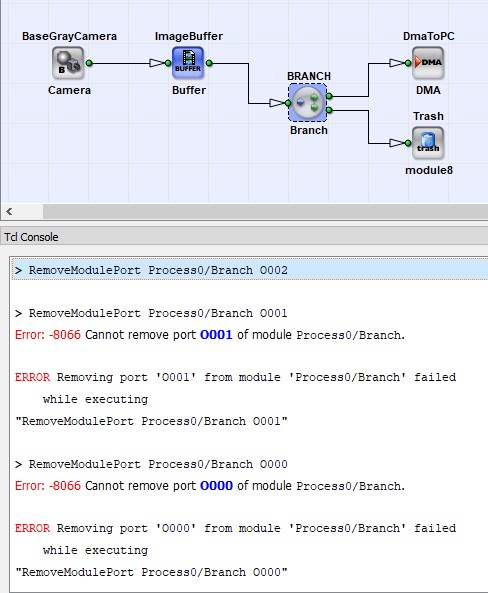 BaseGrayCamera
ImageBuffer
DmaToPC
B
BUFFER
DMA
Camera
Buffer
BRANCH
DMA
Branch
Trash
trash
module8
<
Tcl Console
> RemoveModulePort Process0/Branch O002
> RemoveModulePort Process0/Branch O001
Error: -8066 Cannot remove port O001 of module Process0/Branch.
ERROR Removing port 'O001' from module 'Process0/Branch' failed
while executing
"RemoveModulePort Process0/Branch O001"
> RemoveModulePort Process0/Branch O000
Error: -8066 Cannot remove port O000 of module Process0/Branch.
ERROR Removing port 'O000' from module 'Process0/Branch' failed
while executing
"RemoveModulePort Process0/Branch O000"